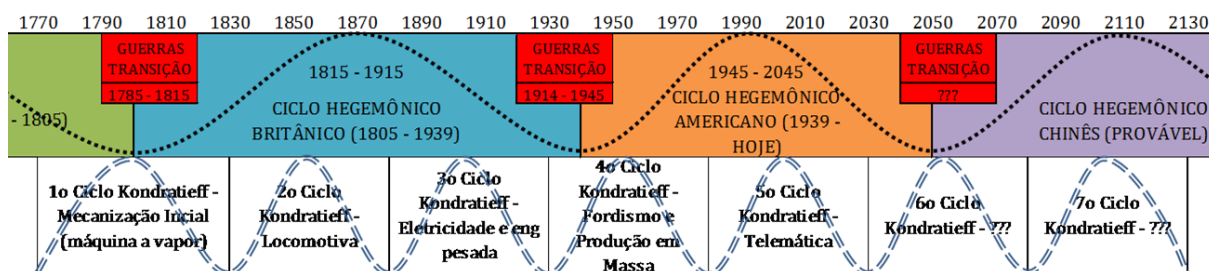 1770 1790 1810 1830 1850 1870 1890 1910 1930 1950 1970 1990 2010 2030 2050 2070 2090 2110 2130
GUERRAS
TRANSIÇÃO
1785 - 1815
GUERRAS
TRANSIÇÃO
1914 - 1945
GUERRAS
TRANSIÇÃO
???
- 1805)
1815 - 1915
CICLO HEGEMÔNICO
BRITÂNICO (1805 - 1939)
1945 - 2045
CICLO HEGEMÔNICO
AMERICANO (1939 -
HOJE)
CICLO HEGEMÔNICO
CHINÊS (PROVÁVEL)
1o Ciclo Kondratieff -
Mecanização Incial
(máquina a vapor)
2o Ciclo
Kondratieff -
Locomotiva
3o Ciclo
Kondratieff -
Eletricidade e eng
pesada
4o Ciclo
Kondratieff -
Fordismo e
Produção em
Massa
5o Ciclo
Kondratieff -
Telemática
6o Ciclo
Kondratieff - ???
7o Ciclo
Kondratieff - ???